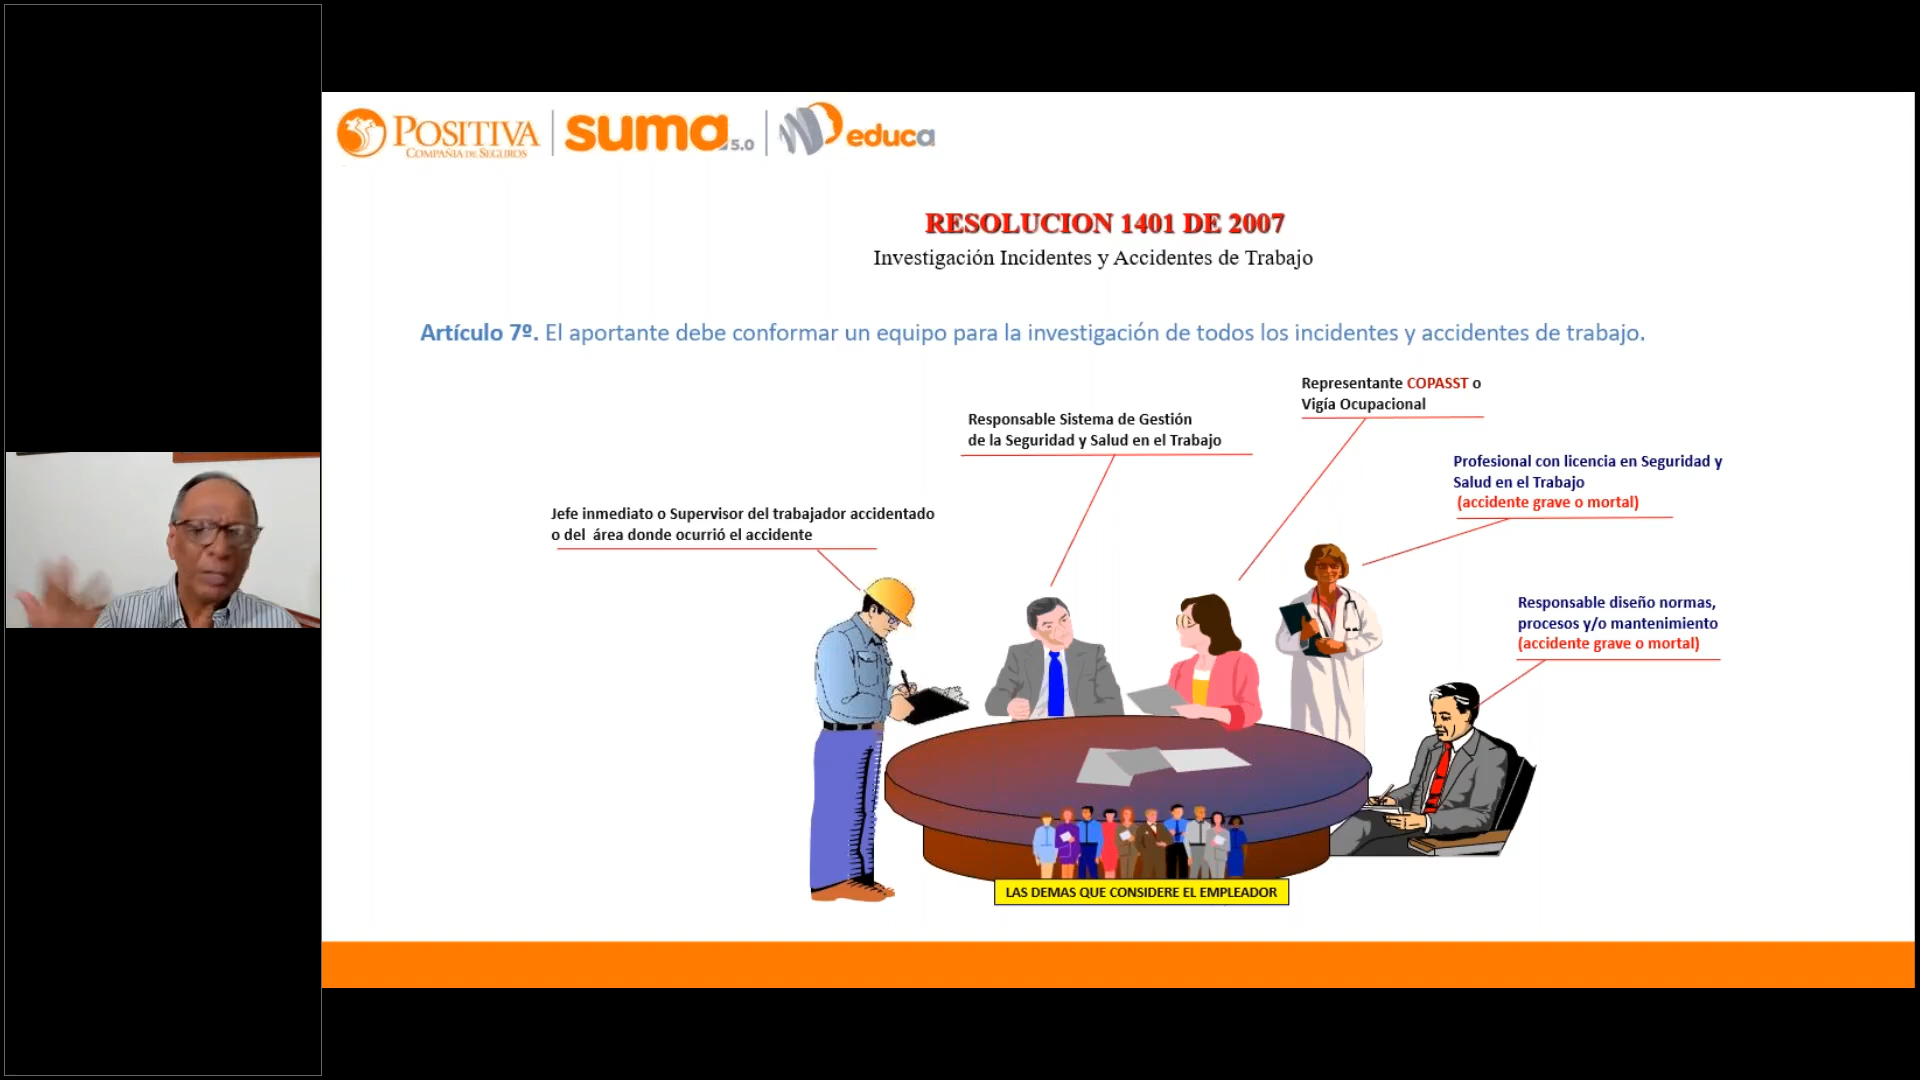 POSITIVA
COMPAÑIA DE SEGUROS
suma 5.0
educa
RESOLUCION 1401 DE 2007
Investigación Incidentes y Accidentes de Trabajo
Artículo 7º. El aportante debe conformar un equipo para la investigación de todos los incidentes y accidentes de trabajo.
Representante COPASST o
Vigía Ocupacional
Responsable Sistema de Gestión
de la Seguridad y Salud en el Trabajo
Profesional con licencia en Seguridad y
Salud en el Trabajo
(accidente grave o mortal)
Jefe inmediato o Supervisor del trabajador accidentado
o del área donde ocurrió el accidente
Responsable diseño normas,
procesos y/o mantenimiento
(accidente grave o mortal)
LAS DEMAS QUE CONSIDERE EL EMPLEADOR